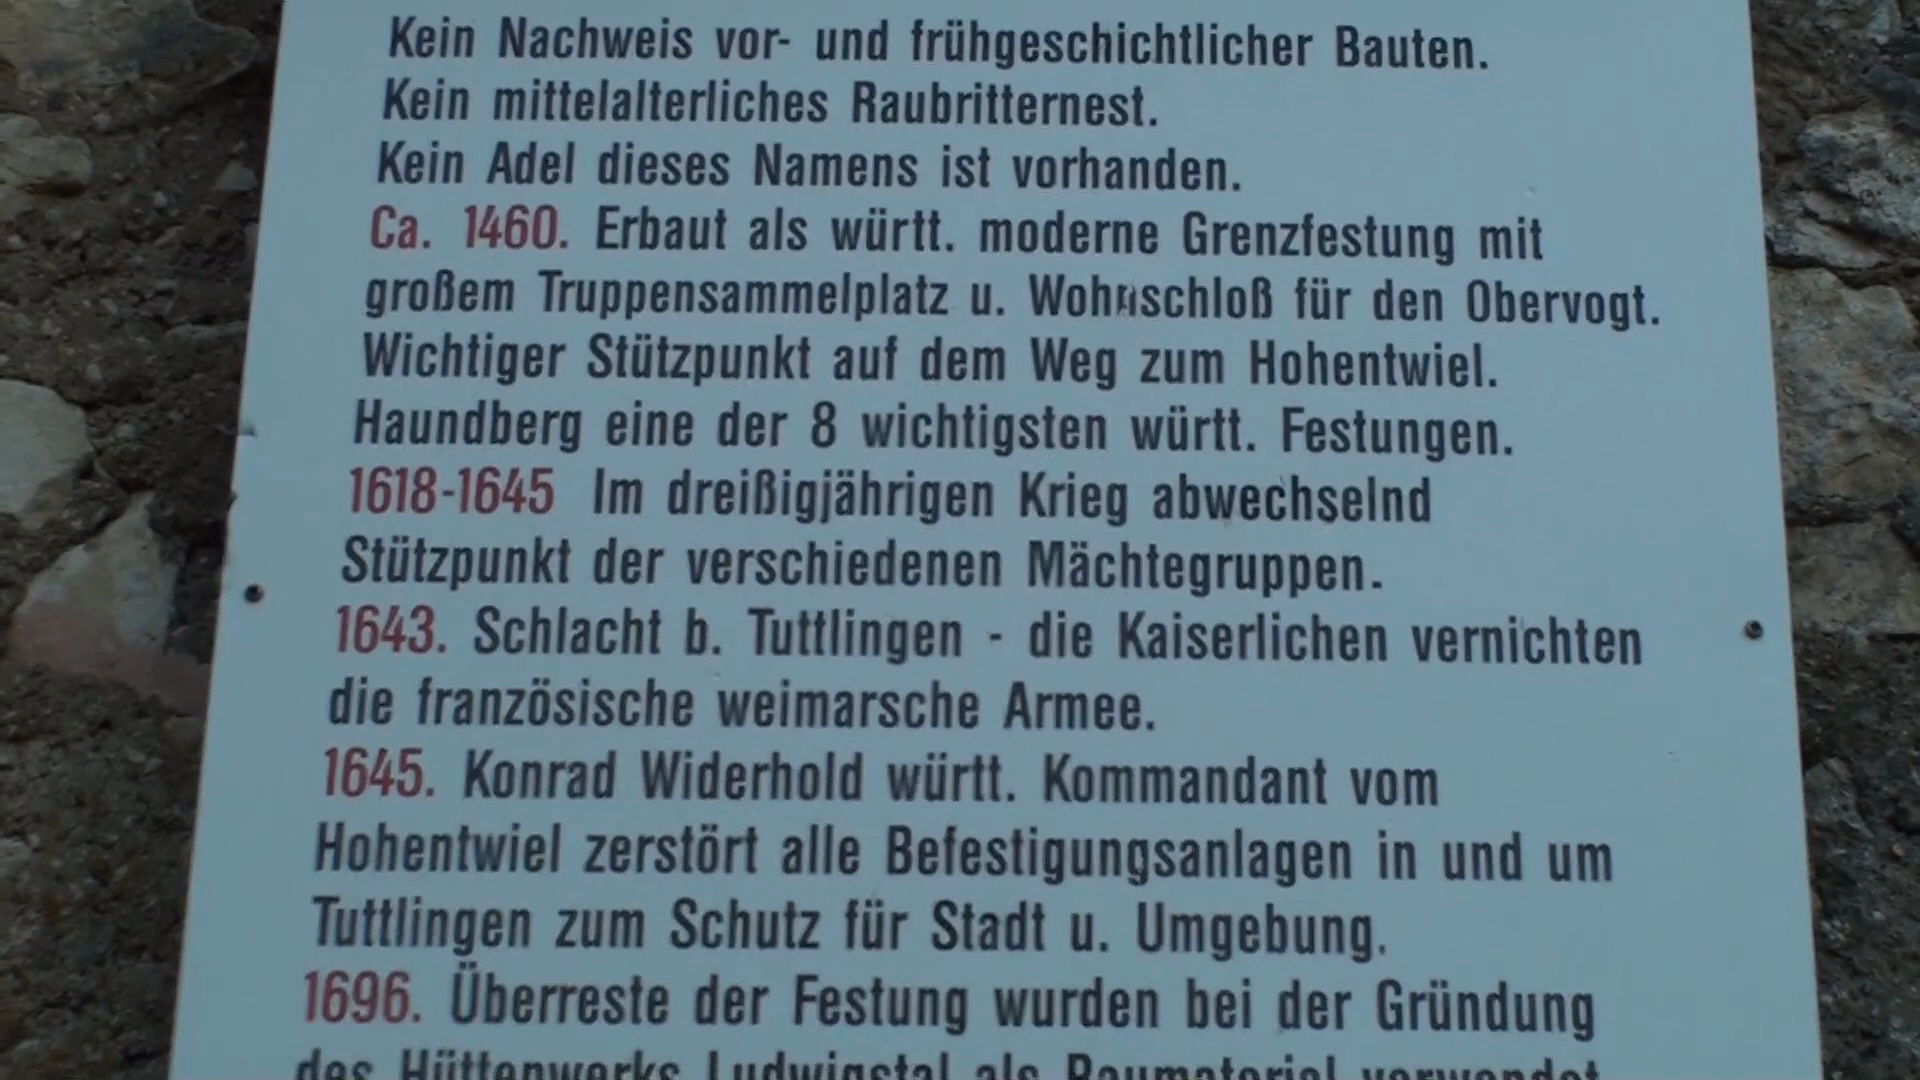 Kein Nachweis vor- und frühgeschichtlicher Bauten.
Kein mittelalterliches Raubritternest.
Kein Adel dieses Namens ist vorhanden.
Ca. 1460. Erbaut als württ. moderne Grenzfestung mit
großem Truppensammelplatz u. Wohnschloß für den Obervogt.
Wichtiger Stützpunkt auf dem Weg zum Hohentwiel.
Haundberg eine der 8 wichtigsten württ. Festungen.
1618-1645 Im dreißigjährigen Krieg abwechselnd
Stützpunkt der verschiedenen Mächtegruppen.
1643. Schlacht b. Tuttlingen - die Kaiserlichen vernichten
die französische weimarsche Armee.
1645. Konrad Widerhold württ. Kommandant vom
Hohentwiel zerstört alle Befestigungsanlagen in und um
Tuttlingen zum Schutz für Stadt u. Umgebung.
1696. Überreste der Festung wurden bei der Gründung
des Hüttenwerks Ludwigstal als Baumaterial verwendet